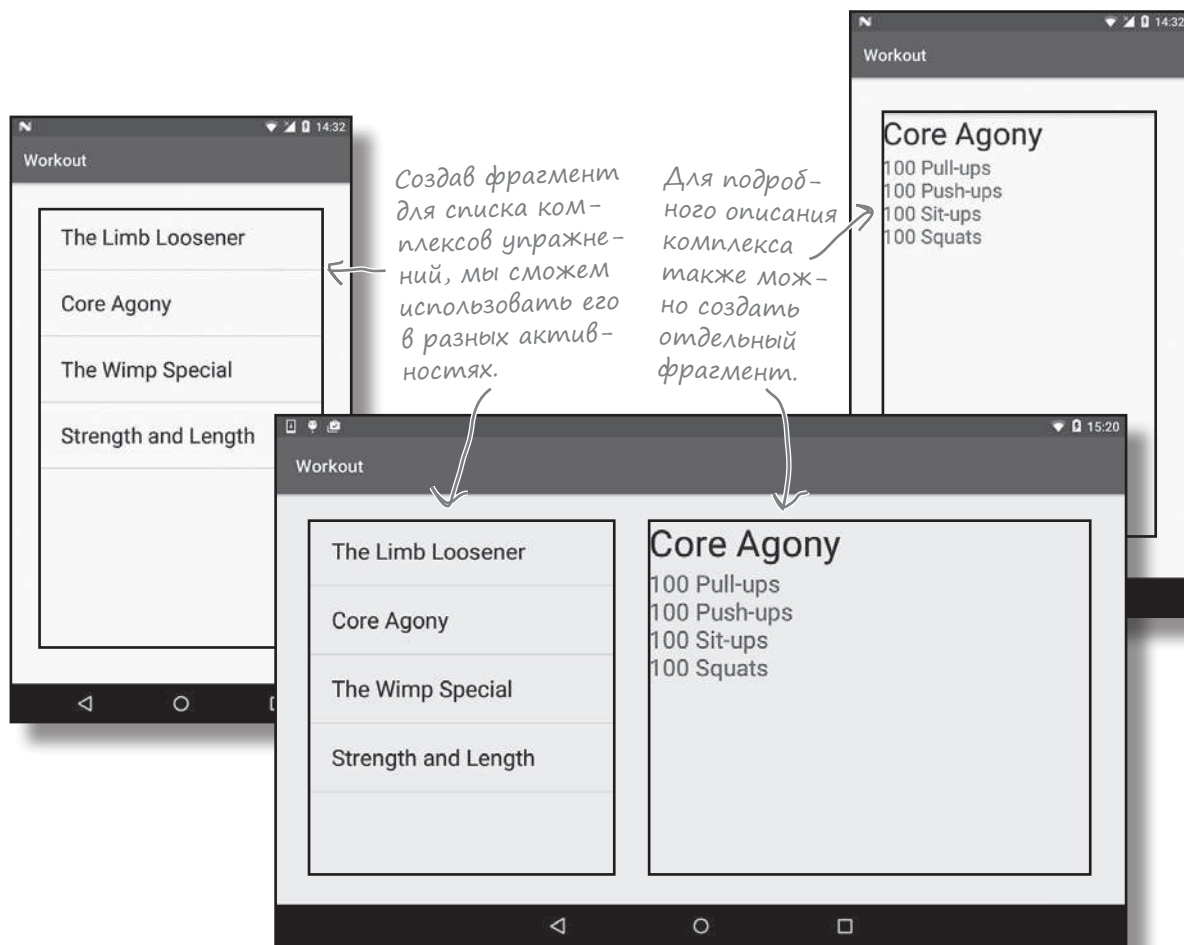 14:32
Workout
The Limb Loosener
Core Agony
The Wimp Special
Strength and Length
Создав фрагмент
для списка ком-
плексов упражне-
ний, мы сможем
использовать его
в разных актив-
ностях.
Для подроб-
ного описания
комплекса
также мож-
но создать
отдельный
фрагмент.
14:32
Workout
Core Agony
100 Pull-ups
100 Push-ups
100 Sit-ups
100 Squats
15:20
Workout
The Limb Loosener
Core Agony
The Wimp Special
Strength and Length
Core Agony
100 Pull-ups
100 Push-ups
100 Sit-ups
100 Squats